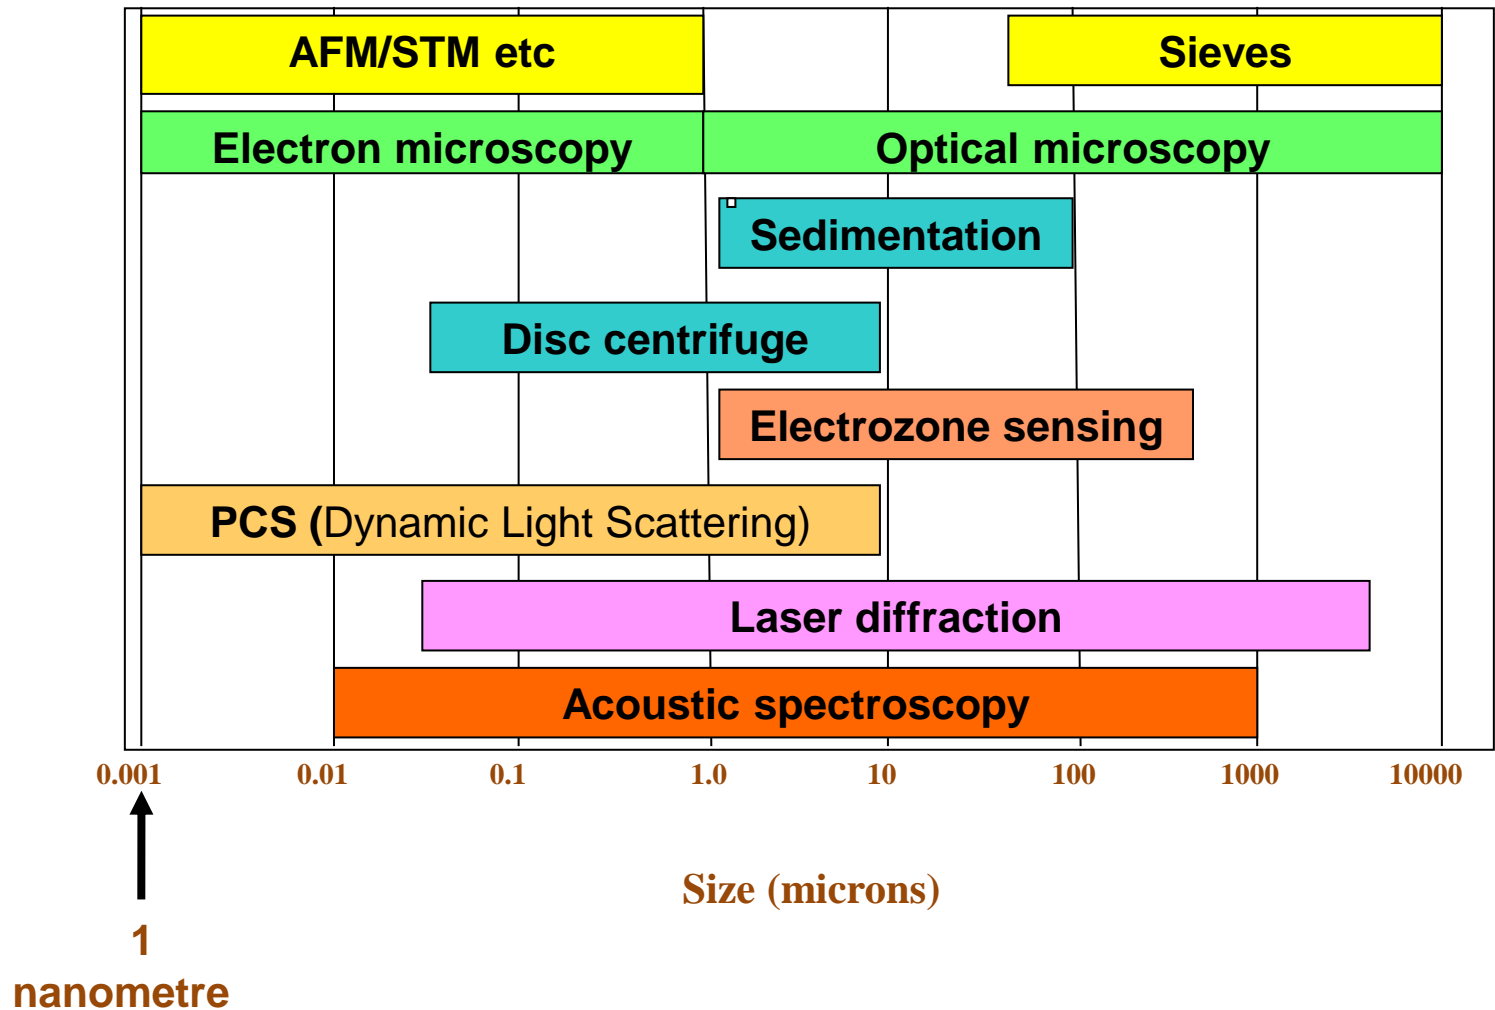 AFM/STM etc
Sieves
Electron microscopy
Optical microscopy
Sedimentation
Disc centrifuge
Electrozone sensing
PCS (Dynamic Light Scattering)
Laser diffraction
Acoustic spectroscopy
0.001 0.01 0.1 1.0 10 100 1000 10000
Size (microns)
1
nanometre